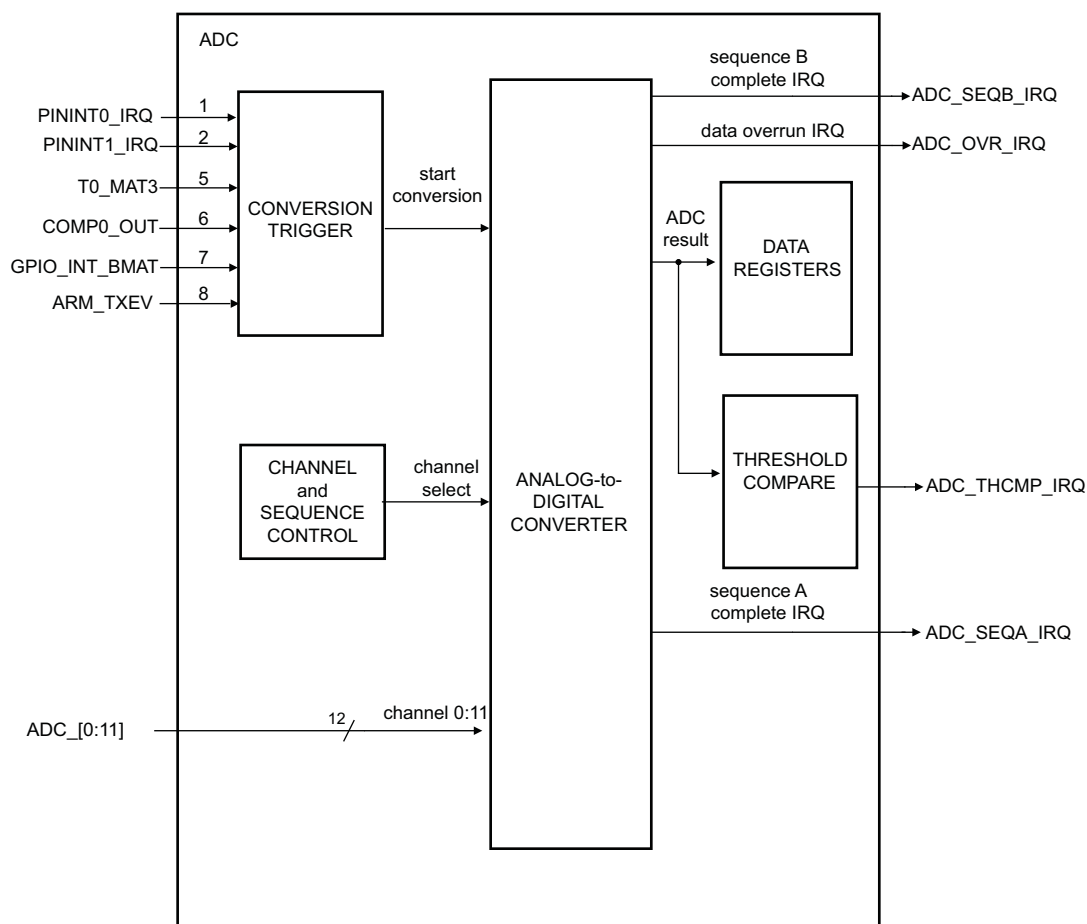 ADC
PININT0_IRQ
1
PININT1_IRQ
2
T0_MAT3
5
COMP0_OUT
6
GPIO_INT_BMAT
7
ARM_TXEV
8
CONVERSION
TRIGGER
start
conversion
CHANNEL
and
SEQUENCE
CONTROL
channel
select
ADC_[0:11]
12
channel 0:11
ANALOG-to-
DIGITAL
CONVERTER
sequence B
complete IRQ
ADC_SEQB_IRQ
data overrun IRQ
ADC_OVR_IRQ
ADC
result
DATA
REGISTERS
THRESHOLD
COMPARE
ADC_THCMP_IRQ
sequence A
complete IRQ
ADC_SEQA_IRQ